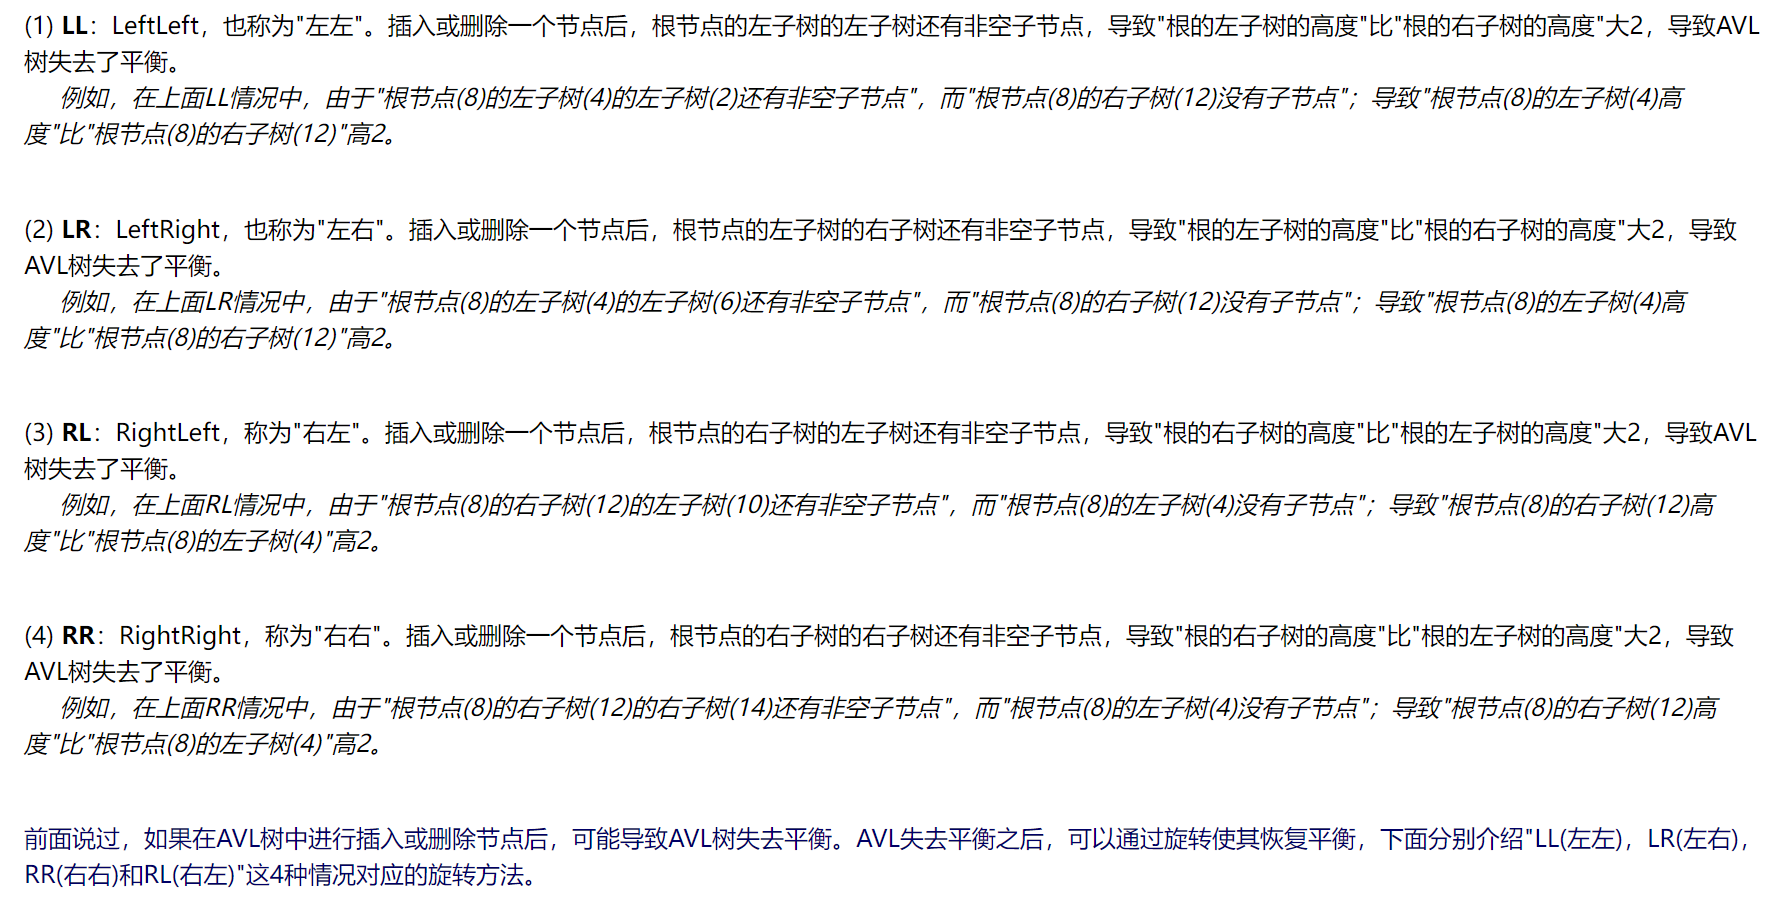 (1) LL：LeftLeft，也称为"左左"。插入或删除一个节点后，根节点的左子树的左子树还有非空子节点，导致"根的左子树的高度"比"根的右子树的高度"大2，导致AVL
树失去了平衡。
例如，在上面LL情况中，由于"根节点(8)的左子树(4)的左子树(2)还有非空子节点"，而"根节点(8)的右子树(12)没有子节点"；导致"根节点(8)的左子树(4)高
度"比"根节点(8)的右子树(12)"高2。
(2) LR：LeftRight，也称为"左右"。插入或删除一个节点后，根节点的左子树的右子树还有非空子节点，导致"根的左子树的高度"比"根的右子树的高度"大2，导致
AVL树失去了平衡。
例如，在上面LR情况中，由于"根节点(8)的左子树(4)的左子树(6)还有非空子节点"，而"根节点(8)的右子树(12)没有子节点"；导致"根节点(8)的左子树(4)高
度"比"根节点(8)的右子树(12)"高2。
(3) RL：RightLeft，称为"右左"。插入或删除一个节点后，根节点的右子树的左子树还有非空子节点，导致"根的右子树的高度"比"根的左子树的高度"大2，导致AVL
树失去了平衡。
例如，在上面RL情况中，由于"根节点(8)的右子树(12)的左子树(10)还有非空子节点"，而"根节点(8)的左子树(4)没有子节点"；导致"根节点(8)的右子树(12)高
度"比"根节点(8)的左子树(4)"高2。
(4) RR：RightRight，称为"右右"。插入或删除一个节点后，根节点的右子树的右子树还有非空子节点，导致"根的右子树的高度"比"根的左子树的高度"大2，导致
AVL树失去了平衡。
例如，在上面RR情况中，由于"根节点(8)的右子树(12)的右子树(14)还有非空子节点"，而"根节点(8)的左子树(4)没有子节点"；导致"根节点(8)的右子树(12)高
度"比"根节点(8)的左子树(4)"高2。
前面说过，如果在AVL树中进行插入或删除节点后，可能导致AVL树失去平衡。AVL失去平衡之后，可以通过旋转使其恢复平衡，下面分别介绍"LL(左左)，LR(左右)，
RR(右右)和RL(右左)"这4种情况对应的旋转方法。